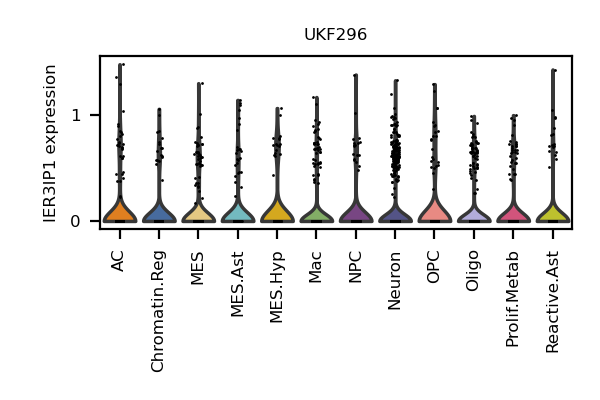 UKF296
IER3IP1 expression
1
0
AC
Chromatin.Reg
MES
MES.Ast
MES.Hyp
Mac
NPC
Neuron
OPC
Oligo
Prolif.Metab
Reactive.Ast